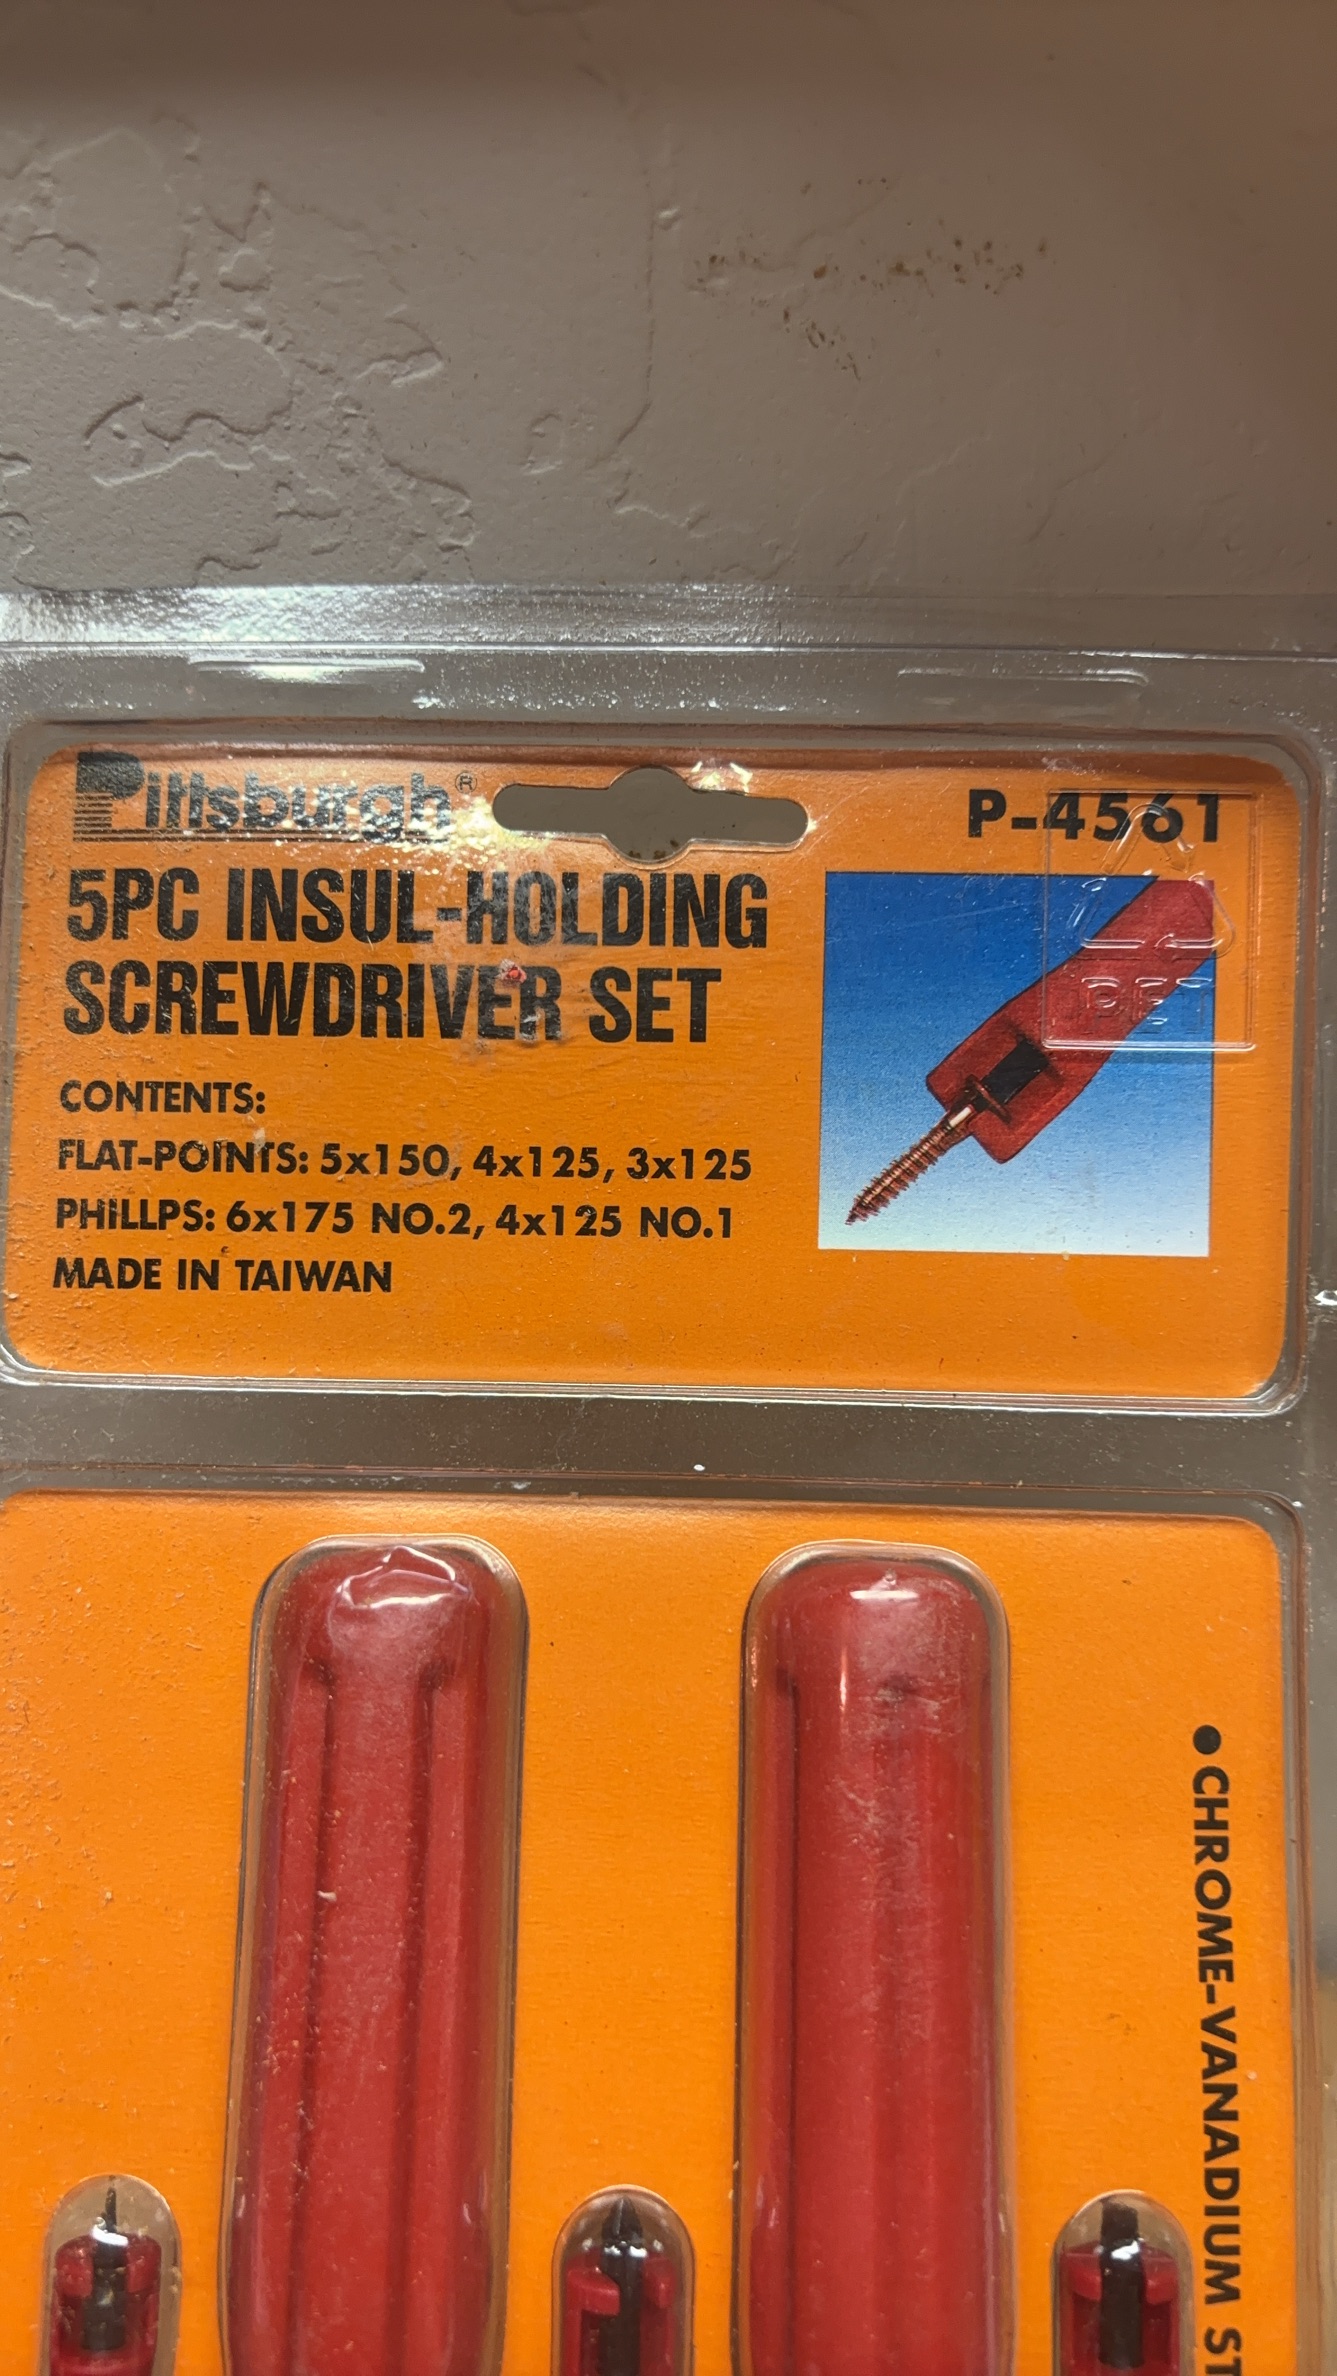 Pittsburgh®
P-4561
5PC INSUL-HOLDING
SCREWDRIVER SET
CONTENTS:
FLAT-POINTS: 5x150, 4x125, 3x125
PHILLPS: 6x175 NO.2, 4x125 NO.1
MADE IN TAIWAN
PET
●CHROME-VANADIUM ST